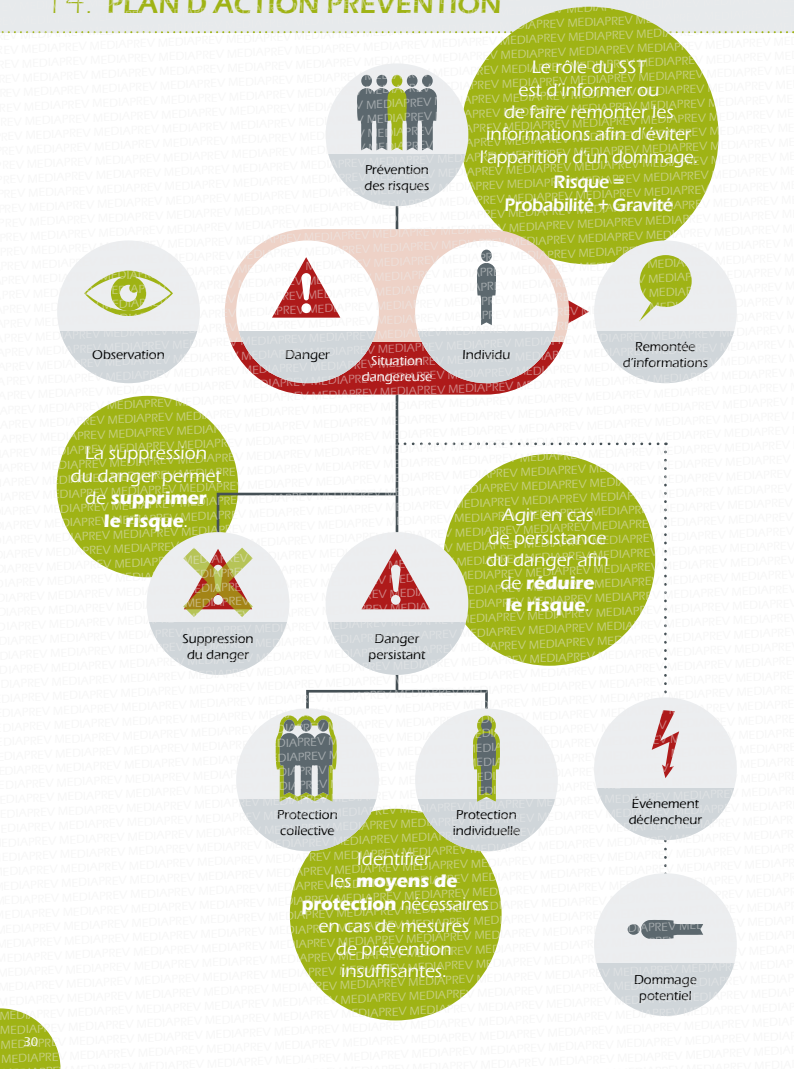 14. PLAN D'ACTION PRÉVENTION
Le rôle du SST
est d'informer ou
de faire remonter les
informations afin d'éviter
l'apparition d'un dommage.
Risque =
Probabilité + Gravité
Prévention
des risques
Observation
Danger
Situation
dangereuse
Individu
Remontée
d'informations
La suppression
du danger permet
de supprimer
le risque.
Agir en cas
de persistance
du danger afin
de réduire
le risque.
Suppression
du danger
Danger
persistant
Protection
collective
Protection
individuelle
Événement
déclencheur
Identifier
les moyens de
protection nécessaires
en cas de mesures
de prévention
insuffisantes.
Dommage
potentiel
30